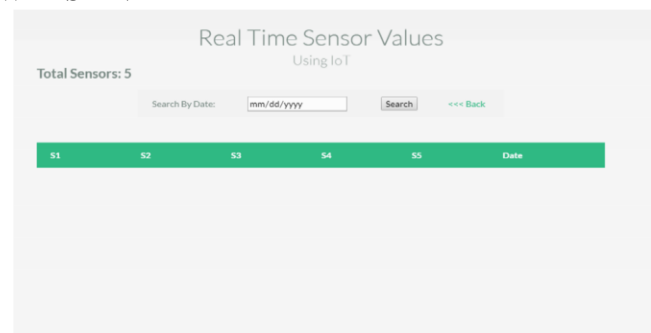 Real Time Sensor Values
Using IoT
Total Sensors: 5
Search By Date: mm/dd/yyyy Search <<< Back
S1 S2 S3 S4 S5 Date